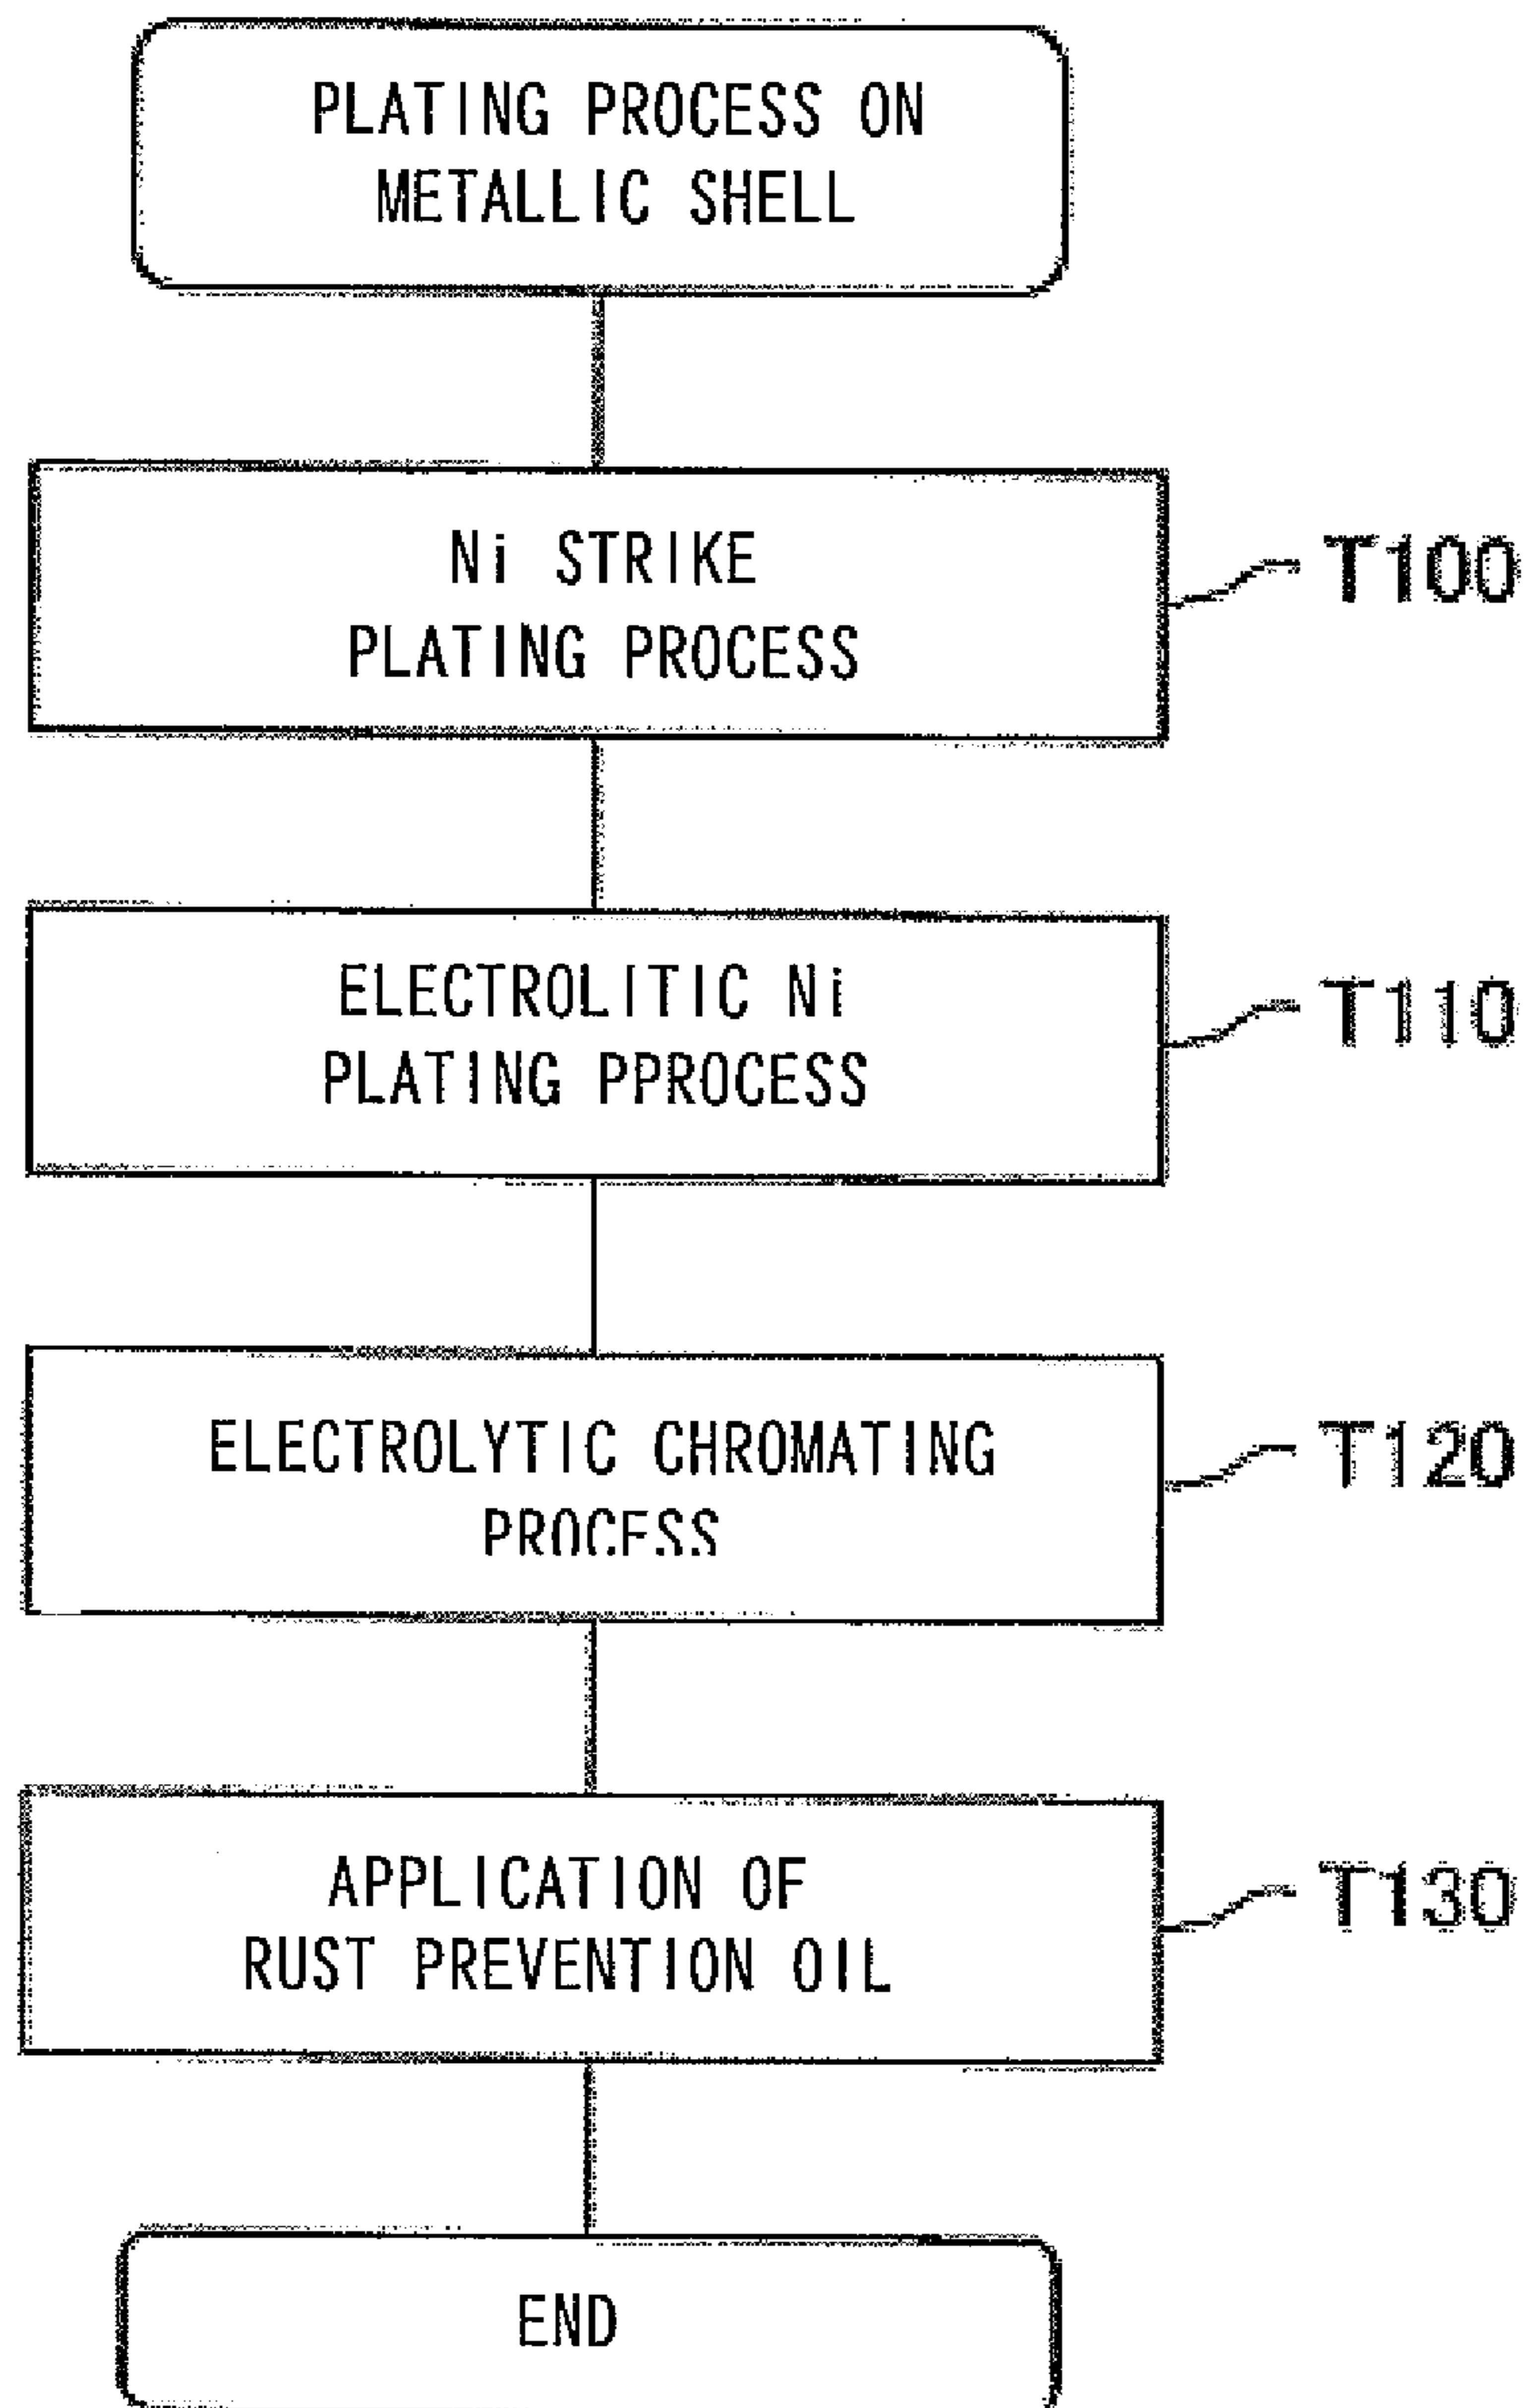 PLATING PROCESS ON
METALLIC SHELL
Ni STRIKE
PLATING PROCESS
T100
ELECTROLITIC Ni
PLATING PPROCESS
T110
ELECTROLYTIC CHROMATING
PROCESS
T120
APPLICATION OF
RUST PREVENTION OIL
T130
END